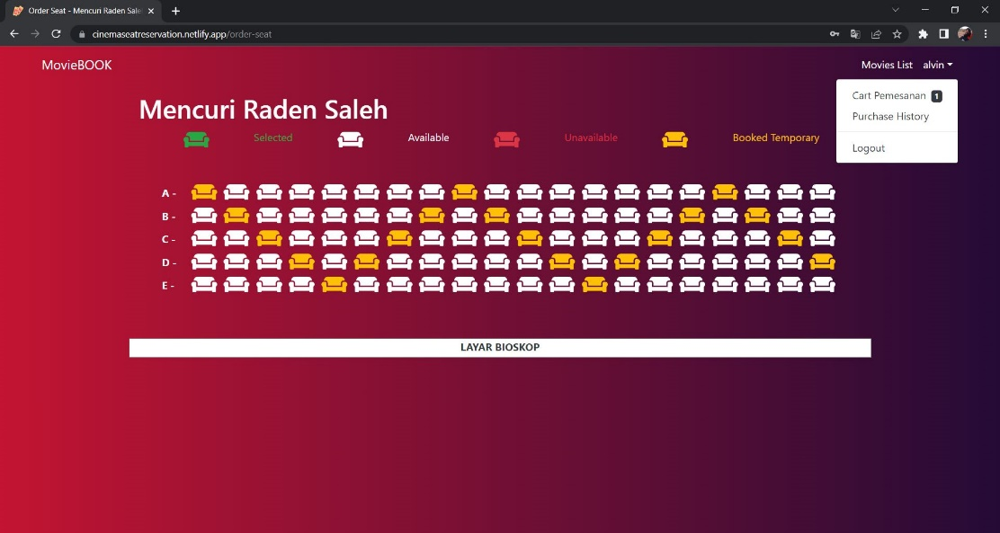 Order Seat - Mencuri Raden Sale
cinemaseatreservation.netlify.app/order-seat
MovieBOOK
Movies List alvin
Cart Pemesanan 1
Purchase History
Logout
Mencuri Raden Saleh
Selected Available Unavailable Booked Temporary
A -
B -
C -
D -
E -
LAYAR BIOSKOP